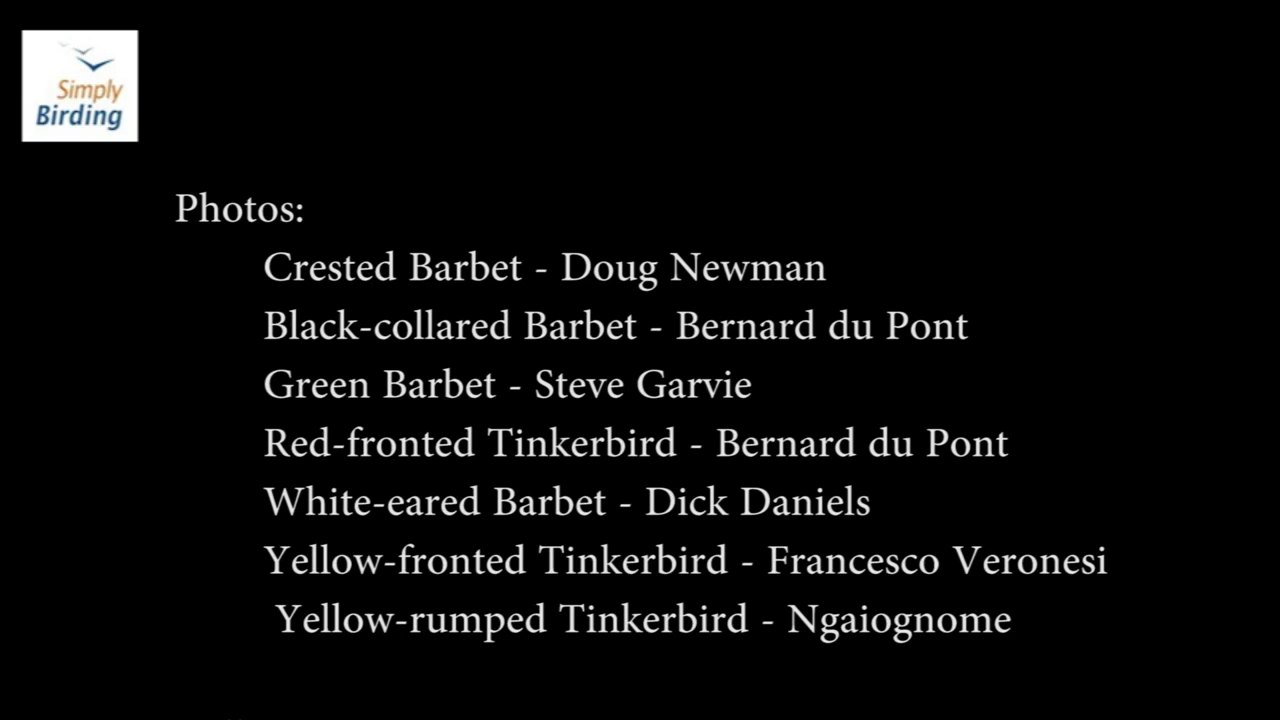 Simply
Birding
Photos:
Crested Barbet - Doug Newman
Black-collared Barbet - Bernard du Pont
Green Barbet - Steve Garvie
Red-fronted Tinkerbird - Bernard du Pont
White-eared Barbet - Dick Daniels
Yellow-fronted Tinkerbird - Francesco Veronesi
Yellow-rumped Tinkerbird - Ngaiognome